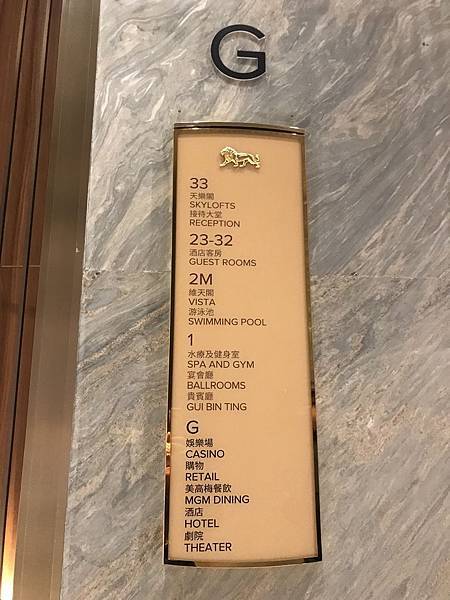 G
33
天樂閣
SKYLOFTS
接待大堂
RECEPTION
23-32
酒店客房
GUEST ROOMS
2M
維天閣
VISTA
游泳池
SWIMMING POOL
1
水療及健身室
SPA AND GYM
宴會廳
BALLROOMS
貴賓廳
GUI BIN TING
G
娛樂場
CASINO
購物
RETAIL
美高梅餐飲
MGM DINING
酒店
HOTEL
劇院
THEATER